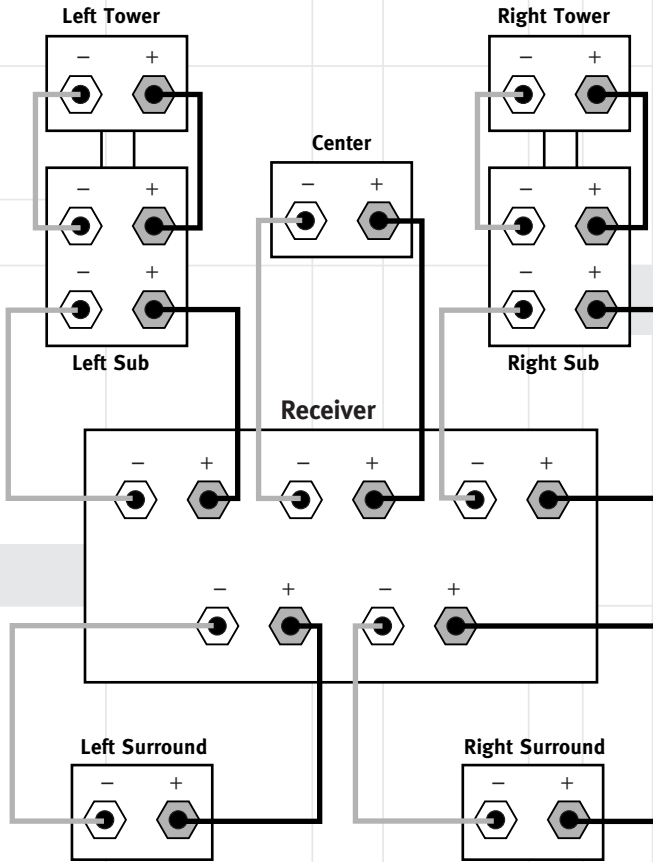 Left Tower
Right Tower
− +
− +
Center
− +
− +
− +
− +
− +
Left Sub
Right Sub
Receiver
− +
− +
− +
− +
− +
Left Surround
Right Surround
− +
− +